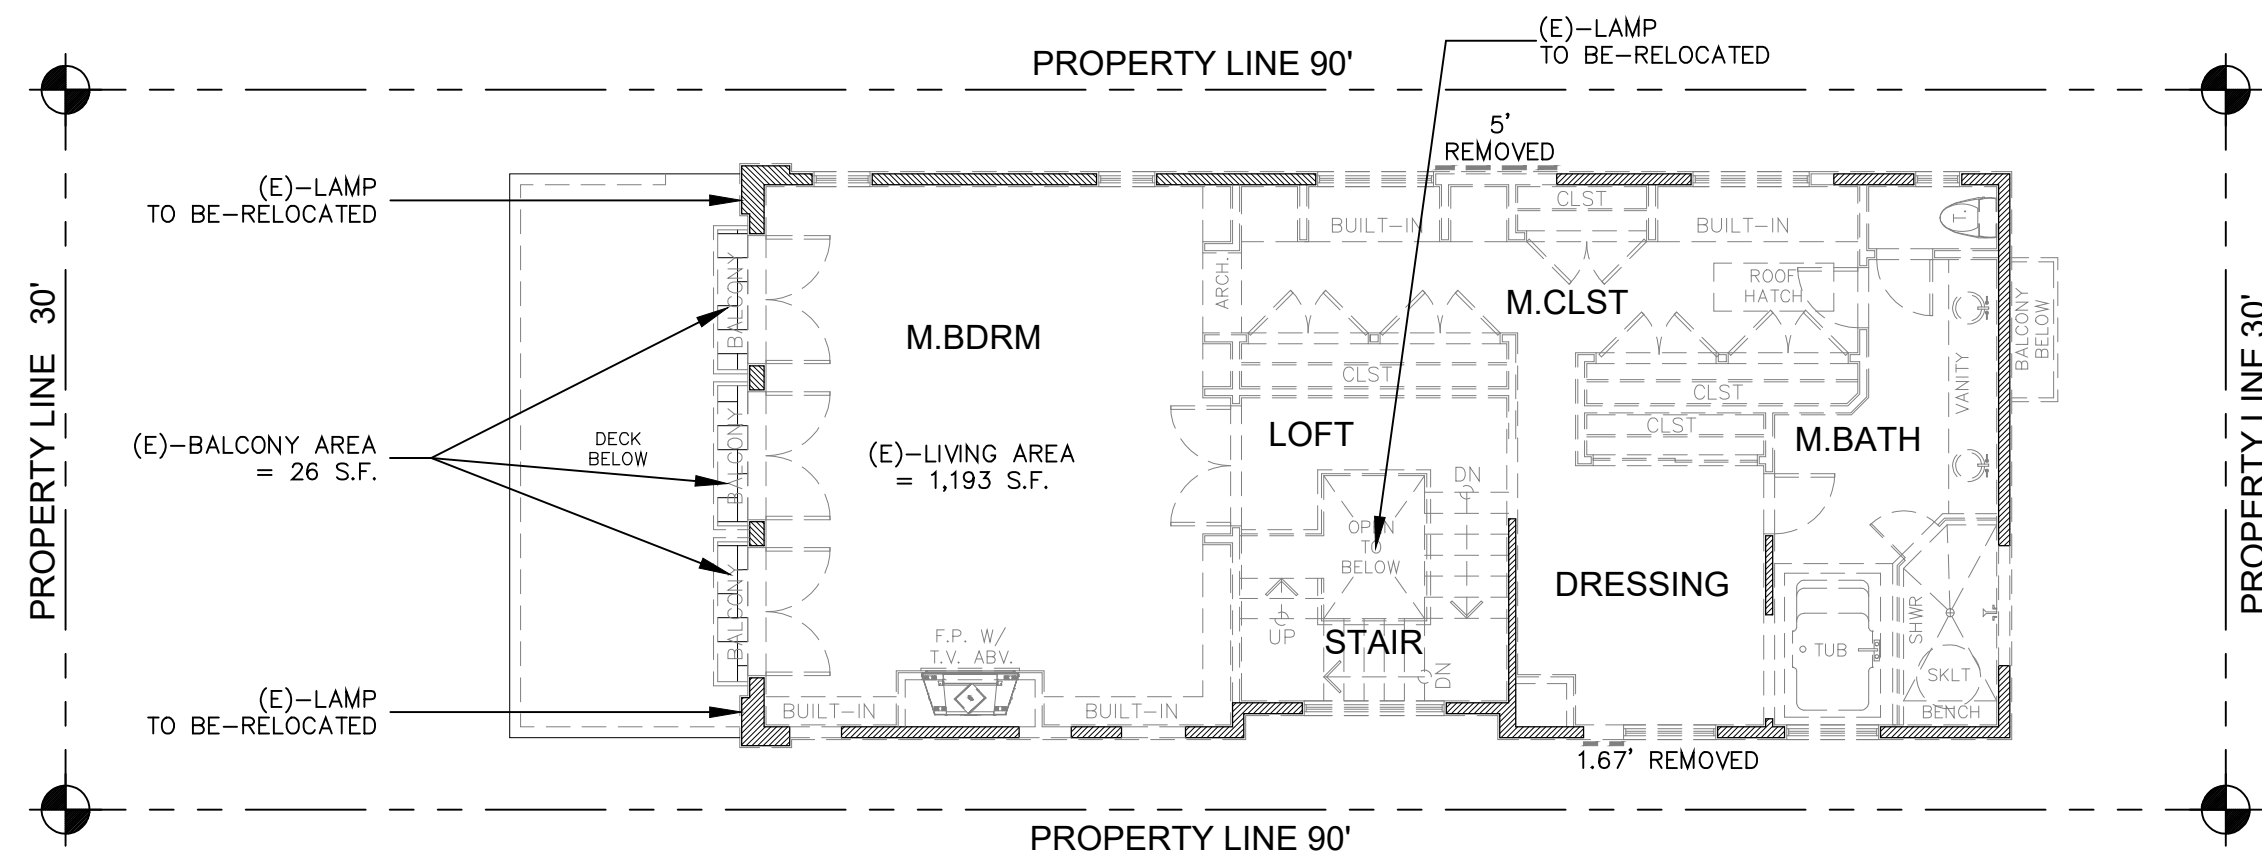 (E)-LAMP
TO BE-RELOCATED
PROPERTY LINE 90'
5'
REMOVED
(E)-LAMP
TO BE-RELOCATED
CLST
BUILT-IN
BUILT-IN
T.
BALCONY
ARCH.
ROOF
HATCH
M.CLST
PROPERTY LINE 30'
M.BDRM
BALCONY
BELOW
PROPERTY LINE 30'
CLST
CLST
VANITY
(E)-BALCONY AREA
= 26 S.F.
DECK
BELOW
BALCONY
(E)-LIVING AREA
= 1,193 S.F.
LOFT
CLST
M.BATH
DN
OPEN
TO
BELOW
BALCONY
DRESSING
UP
STAIR
DN
F.P. W/
T.V. ABV.
TUB
SHWR
SKLT
(E)-LAMP
TO BE-RELOCATED
BUILT-IN
BUILT-IN
BENCH
1.67' REMOVED
PROPERTY LINE 90'